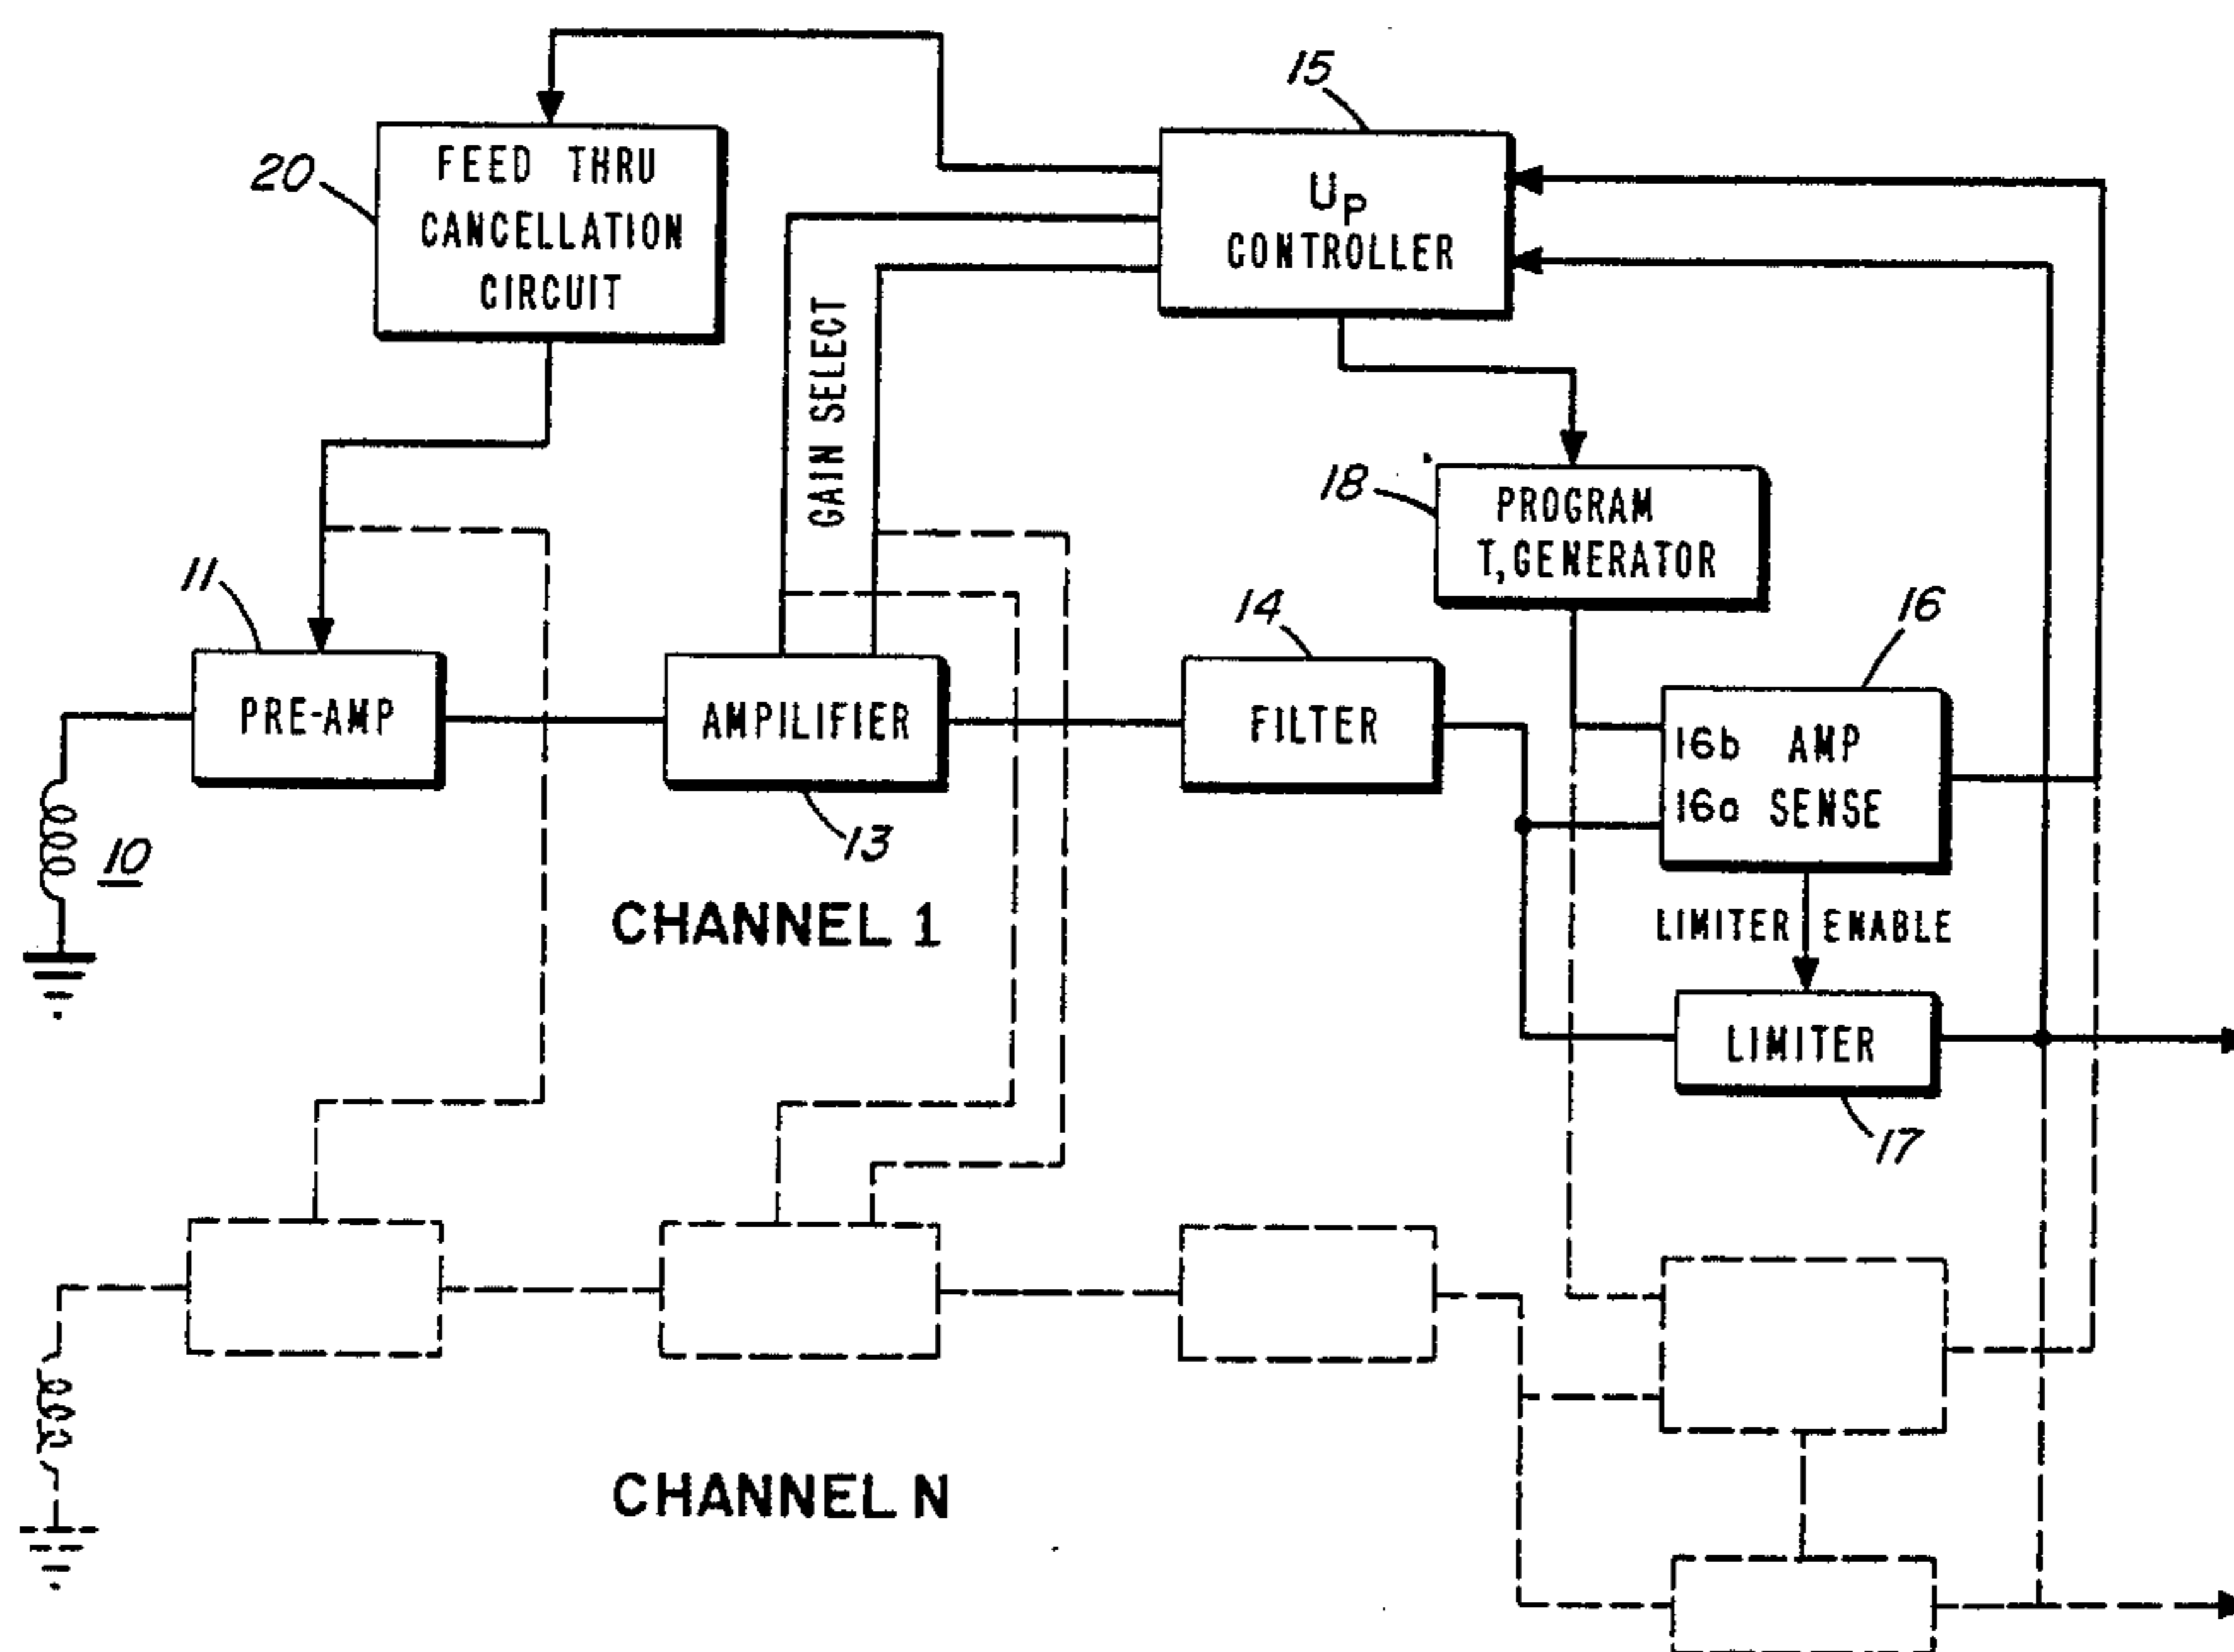 15
20
FEED THRU
CANCELLATION
CIRCUIT
UP
CONTROLLER
GAIN SELECT
18
PROGRAM
T, GENERATOR
11
PRE-AMP
AMPILIFIER
13
14
FILTER
16
16b AMP
16a SENSE
10
CHANNEL 1
LIMITER ENABLE
LIMITER
17
CHANNEL N